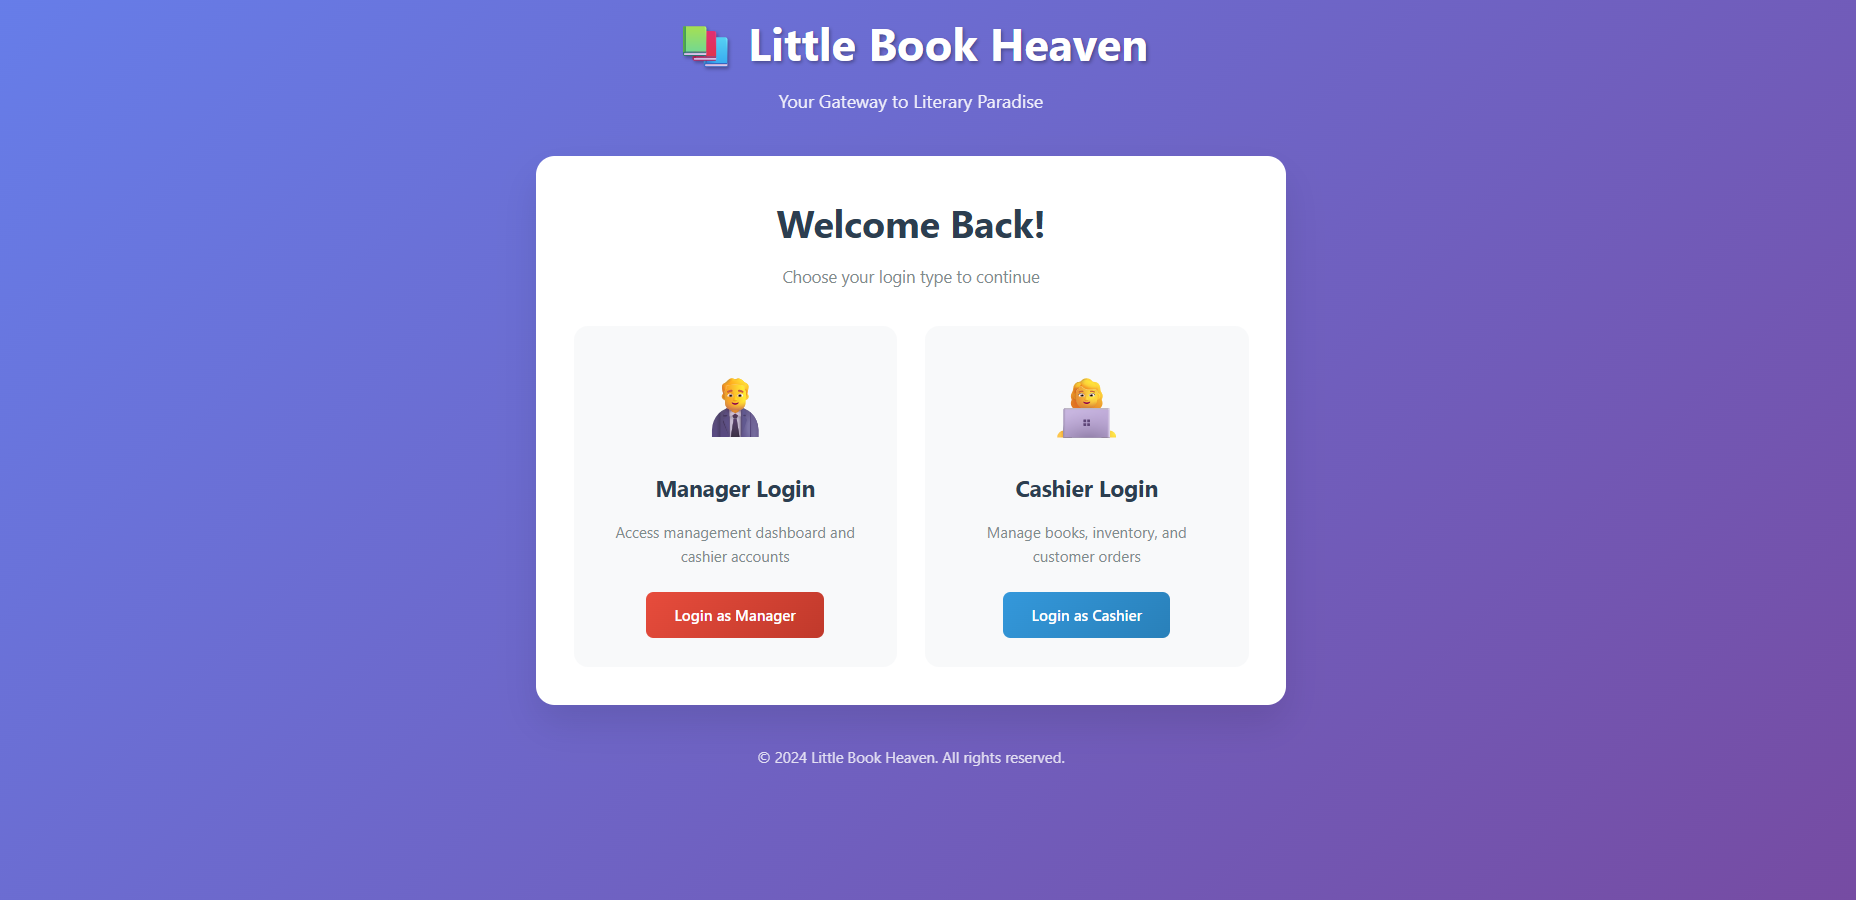 Little Book Heaven
Your Gateway to Literary Paradise
Welcome Back!
Choose your login type to continue
Manager Login
Access management dashboard and
cashier accounts
Login as Manager
Cashier Login
Manage books, inventory, and
customer orders
Login as Cashier
© 2024 Little Book Heaven. All rights reserved.